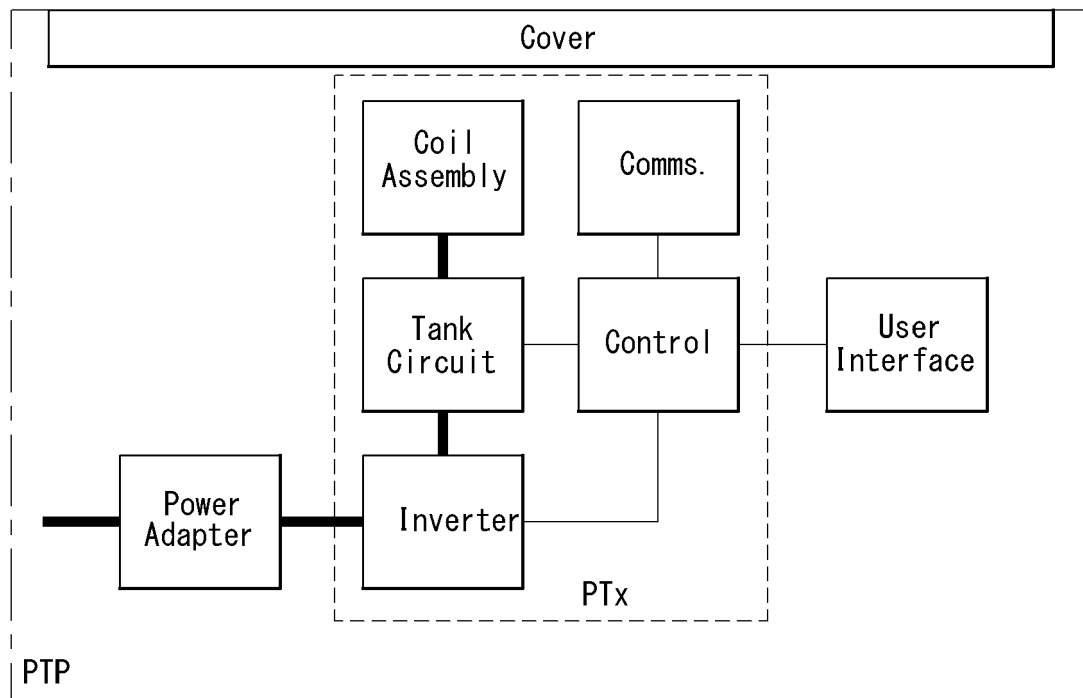 Cover
Coil
Assembly
Comms.
Tank
Circuit
Control
User
Interface
Power
Adapter
Inverter
PTx
PTP